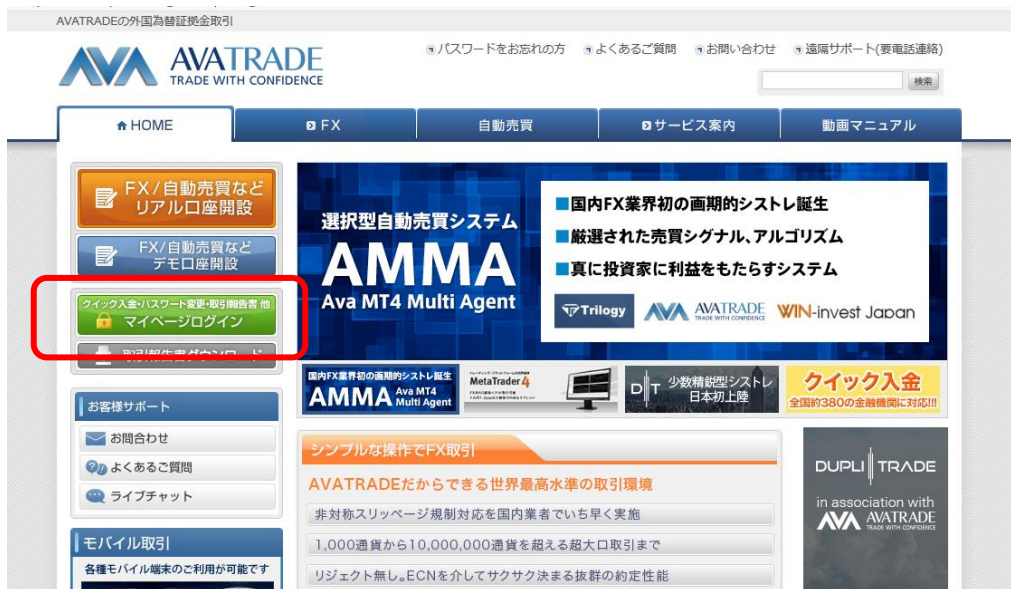 AVATRADEの外国為替証拠金取引
AVATRADE
TRADE WITH CONFIDENCE
パスワードをお忘れの方
よくあるご質問
お問い合わせ
遠隔サポート(要電話連絡)
検索
HOME
FX
自動売買
サービス案内
動画マニュアル
FX/自動売買など
リアル口座開設
FX/自動売買など
デモ口座開設
クイック入金・パスワード変更・取引報告書 他
マイページログイン
取引報告書ダウンロード
お客様サポート
お問合わせ
よくあるご質問
ライブチャット
モバイル取引
各種モバイル端末のご利用が可能です
選択型自動売買システム
AMMA
Ava MT4 Multi Agent
■国内FX業界初の画期的シストレ誕生
■厳選された売買シグナル、アルゴリズム
■真に投資家に利益をもたらすシステム
Trilogy
AVATRADE
TRADE WITH CONFIDENCE
WIN-invest Japan
国内FX業界初の画期的シストレ誕生
AMMA Ava MT4
Multi Agent
MetaTrader 4
D T 少数精鋭型シストレ
日本初上陸
クイック入金
全国約380の金融機関に対応!!!
シンプルな操作でFX取引
AVATRADEだからできる世界最高水準の取引環境
非対称スリッページ規制対応を国内業者でいち早く実施
1,000通貨から10,000,000通貨を超える超大口取引まで
リジェクト無し。ECNを介してサクサク決まる抜群の約定性能
DUPLI TRADE
in association with
AVATRADE
TRADE WITH CONFIDENCE